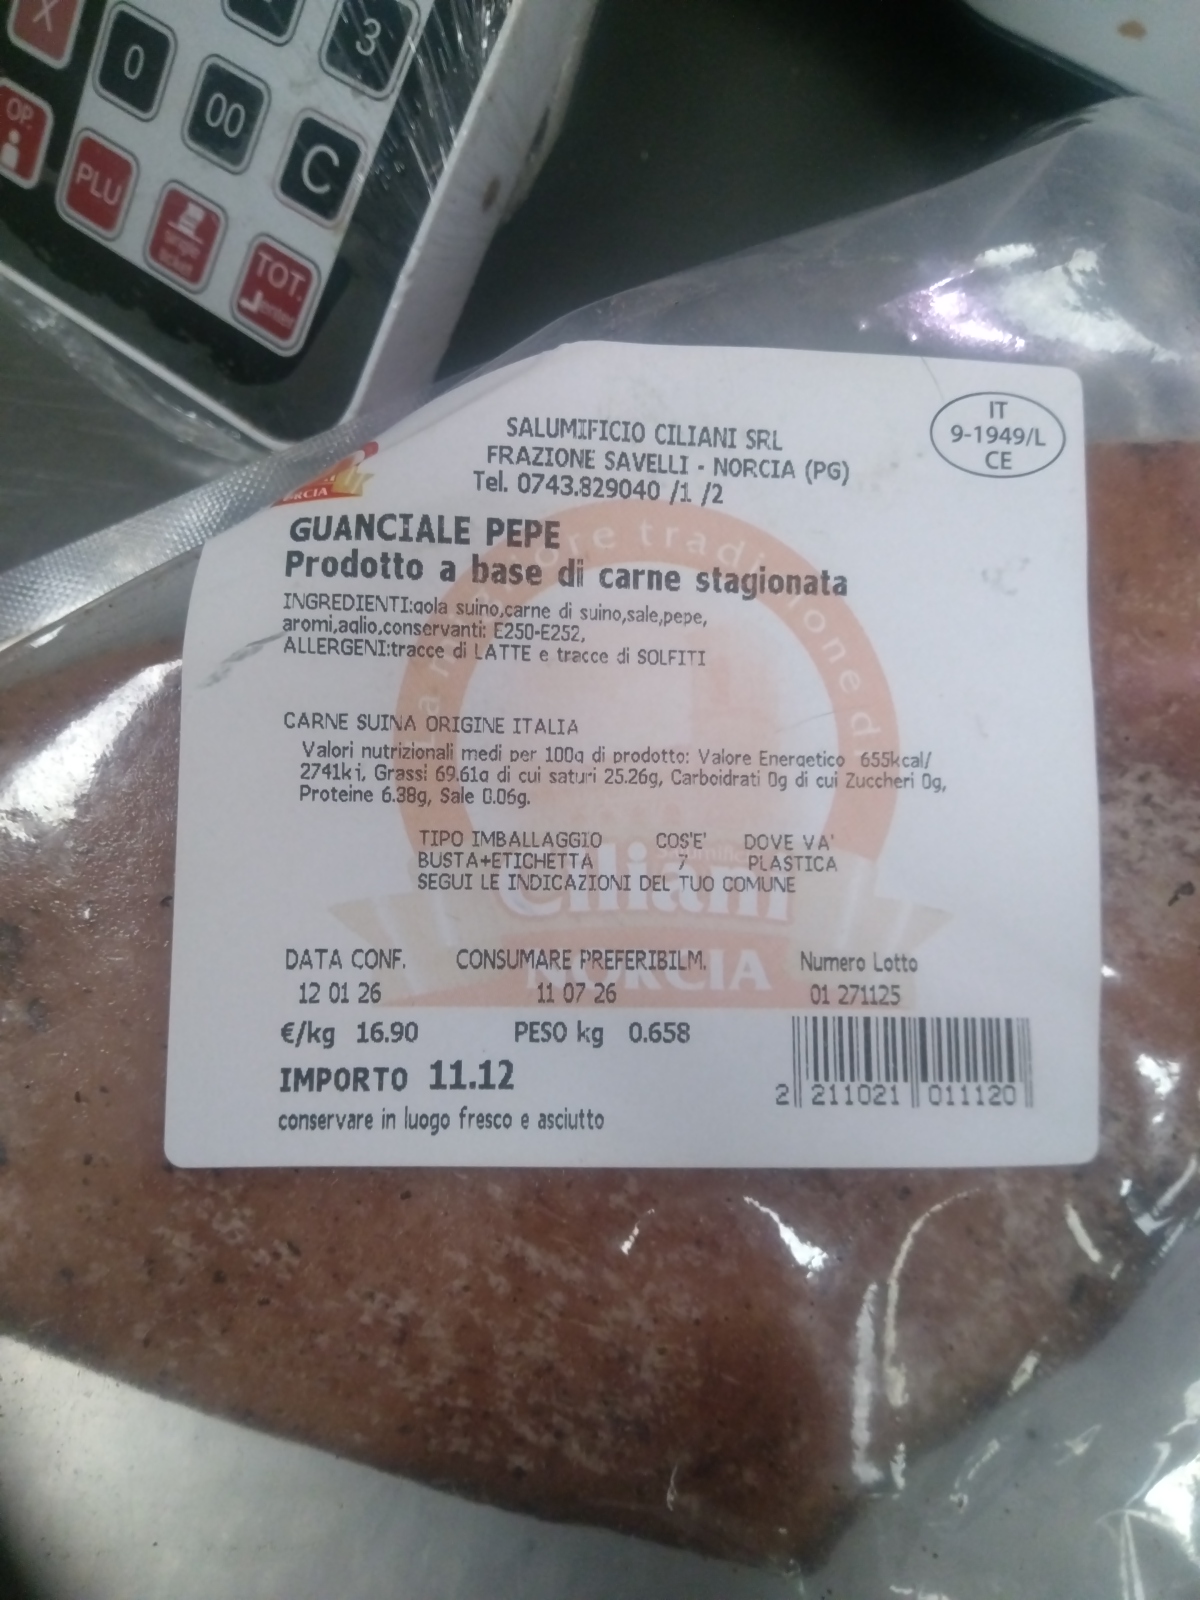 X
0
3
OP.
00
C
PLU
single
ticket
TOT.
enter
SALUMIFICIO CILIANI SRL
FRAZIONE SAVELLI - NORCIA (PG)
Tel. 0743.829040 /1 /2
IT
9-1949/L
CE
GUANCIALE PEPE
Prodotto a base di carne stagionata
INGREDIENTI:gola suino,carne di suino,sale,pepe,
aromi,aglio,conservanti: E250-E252,
ALLERGENI:tracce di LATTE e tracce di SOLFITI
CARNE SUINA ORIGINE ITALIA
Valori nutrizionali medi per 100g di prodotto: Valore Energetico 655kcal/
2741kj, Grassi 69.61g di cui saturi 25.26g, Carboidrati 0g di cui Zuccheri 0g,
Proteine 6.38g, Sale 0.06g.
TIPO IMBALLAGGIO COS'E' DOVE VA'
BUSTA+ETICHETTA 7 PLASTICA
SEGUI LE INDICAZIONI DEL TUO COMUNE
Ciliani
NORCIA
DATA CONF. CONSUMARE PREFERIBILM. Numero Lotto
12 01 26 11 07 26 01 271125
€/kg 16.90 PESO kg 0.658
IMPORTO 11.12
2 211021 011120
conservare in luogo fresco e asciutto